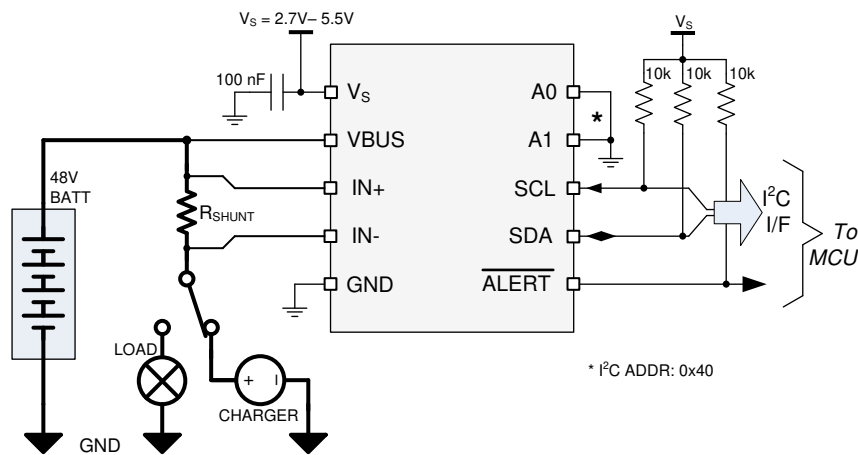 VS = 2.7V– 5.5V
VS
100 nF
10k 10k 10k
VS
A0
*
VBUS
A1
48V
BATT
IN+
SCL
I2C
I/F
RSHUNT
IN-
SDA
To
MCU
GND
ALERT
LOAD
* I2C ADDR: 0x40
+ I
CHARGER
GND